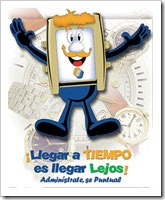 ¡Llegar a TIEMPO
es llegar Lejos!
Adminístrate, se Puntual